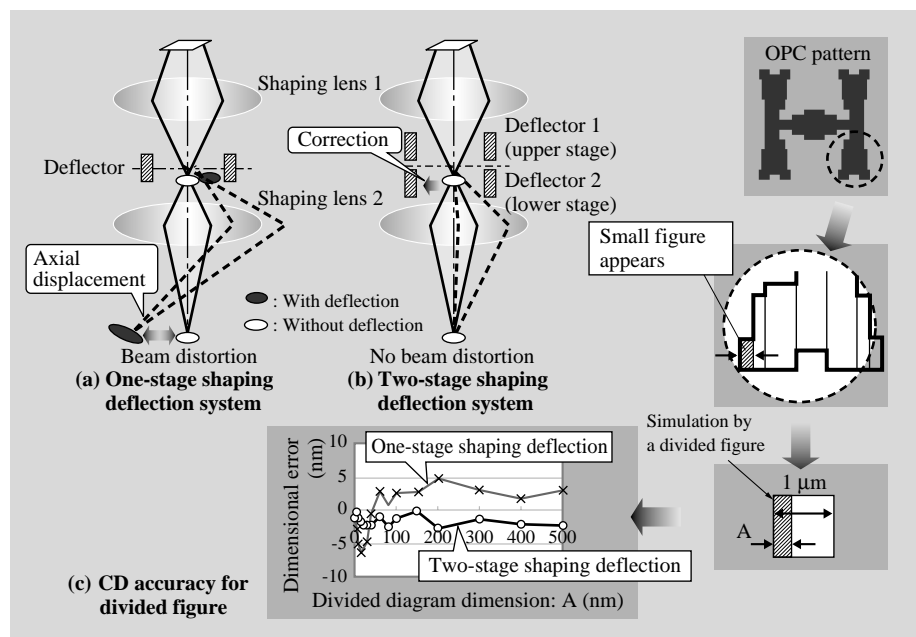 Shaping lens 1
Deflector
Shaping lens 2
Axial
displacement
: With deflection
: Without deflection
Beam distortion
(a) One-stage shaping
deflection system
Correction
Deflector 1
(upper stage)
Deflector 2
(lower stage)
No beam distortion
(b) Two-stage shaping
deflection system
OPC pattern
Small figure
appears
Simulation by
a divided figure
1 µm
A
Dimensional error
(nm)
10
5
0
-5
-10
0 100 200 300 400 500
One-stage shaping deflection
Two-stage shaping deflection
Divided diagram dimension: A (nm)
(c) CD accuracy for
divided figure